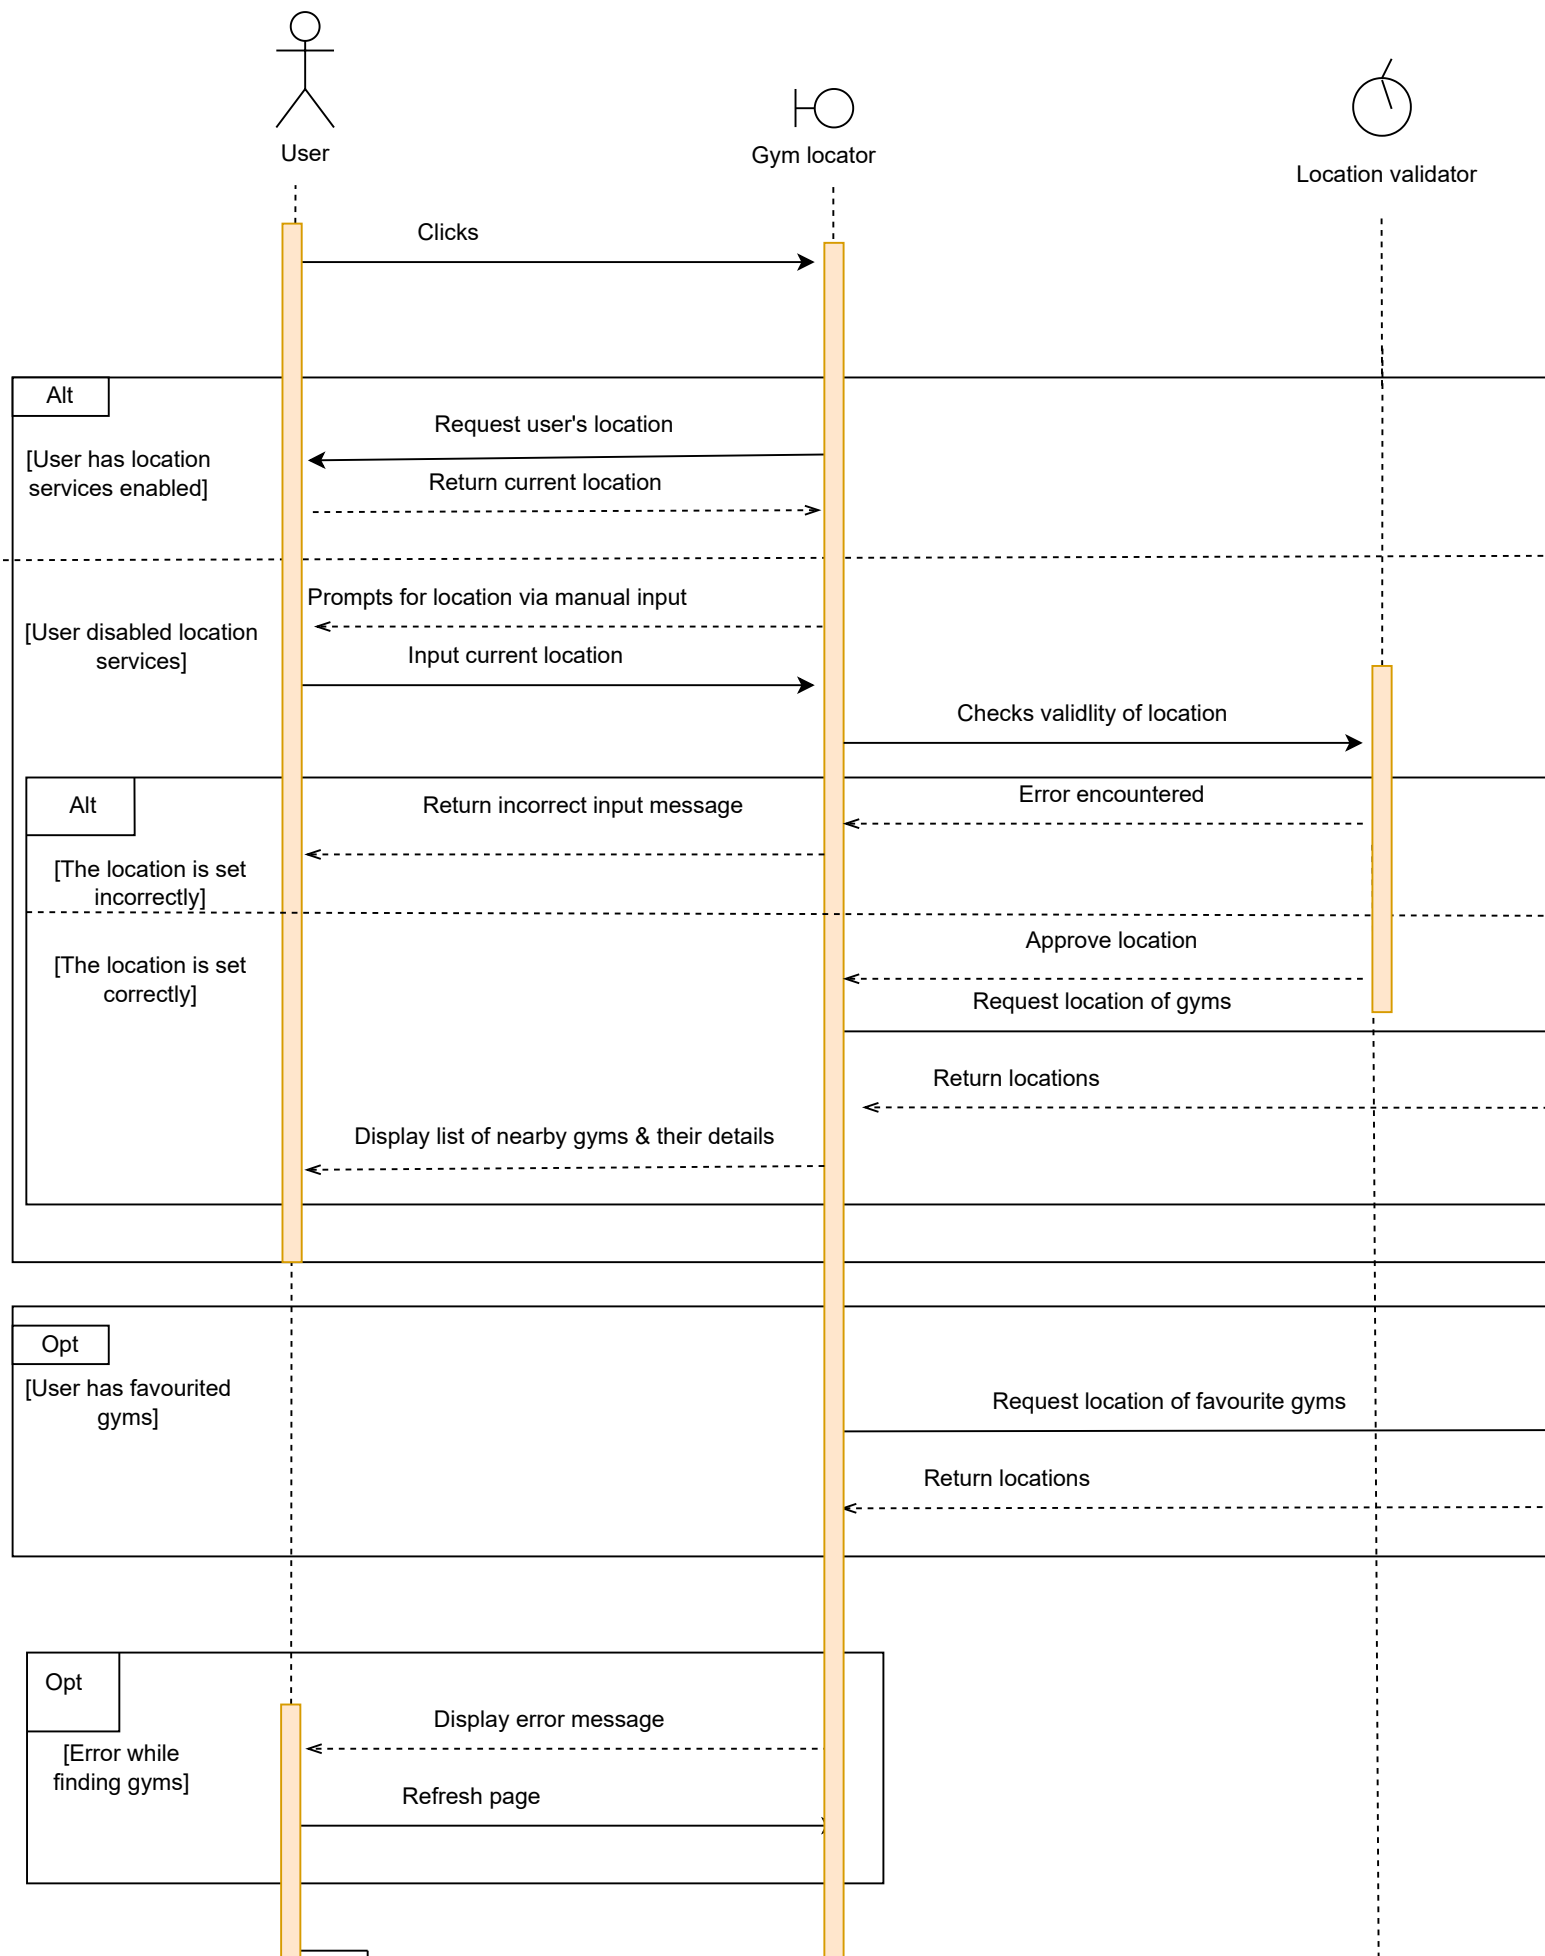 User
Gym locator
Location validator
Clicks
Alt
Request user's location
[User has location
services enabled]
Return current location
Prompts for location via manual input
[User disabled location
services]
Input current location
Checks validlity of location
Alt
Return incorrect input message
Error encountered
[The location is set
incorrectly]
Approve location
[The location is set
correctly]
Request location of gyms
Return locations
Display list of nearby gyms & their details
Opt
[User has favourited
gyms]
Request location of favourite gyms
Return locations
Opt
Display error message
[Error while
finding gyms]
Refresh page